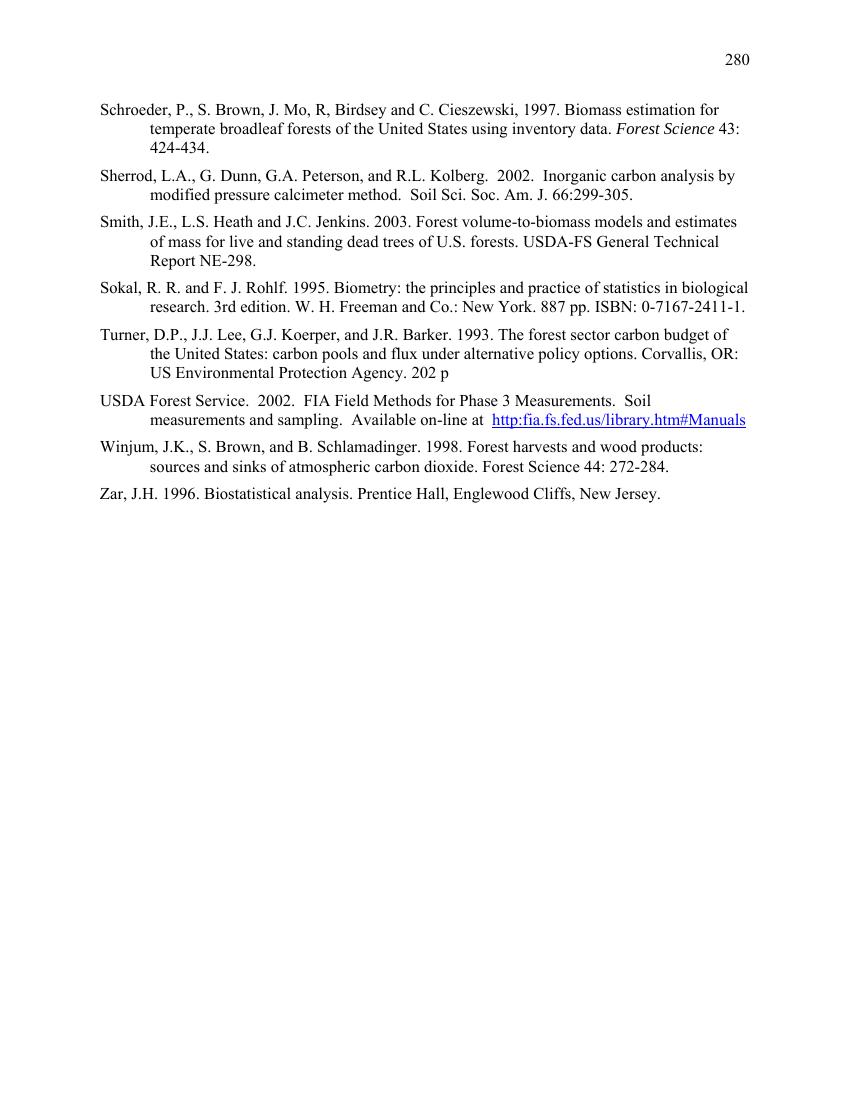 280
Schroeder, P., S. Brown, J. Mo, R, Birdsey and C. Cieszewski, 1997. Biomass estimation for
temperate broadleaf forests of the United States using inventory data. Forest Science 43:
424-434.
Sherrod, L.A., G. Dunn, G.A. Peterson, and R.L. Kolberg.  2002.  Inorganic carbon analysis by
modified pressure calcimeter method.  Soil Sci. Soc. Am. J. 66:299-305.
Smith, J.E., L.S. Heath and J.C. Jenkins. 2003. Forest volume-to-biomass models and estimates
of mass for live and standing dead trees of U.S. forests. USDA-FS General Technical
Report NE-298.
Sokal, R. R. and F. J. Rohlf. 1995. Biometry: the principles and practice of statistics in biological
research. 3rd edition. W. H. Freeman and Co.: New York. 887 pp. ISBN: 0-7167-2411-1.
Turner, D.P., J.J. Lee, G.J. Koerper, and J.R. Barker. 1993. The forest sector carbon budget of
the United States: carbon pools and flux under alternative policy options. Corvallis, OR:
US Environmental Protection Agency. 202 p
USDA Forest Service.  2002.  FIA Field Methods for Phase 3 Measurements.  Soil
measurements and sampling.  Available on-line at  http:fia.fs.fed.us/library.htm#Manuals
Winjum, J.K., S. Brown, and B. Schlamadinger. 1998. Forest harvests and wood products:
sources and sinks of atmospheric carbon dioxide. Forest Science 44: 272-284.
Zar, J.H. 1996. Biostatistical analysis. Prentice Hall, Englewood Cliffs, New Jersey.